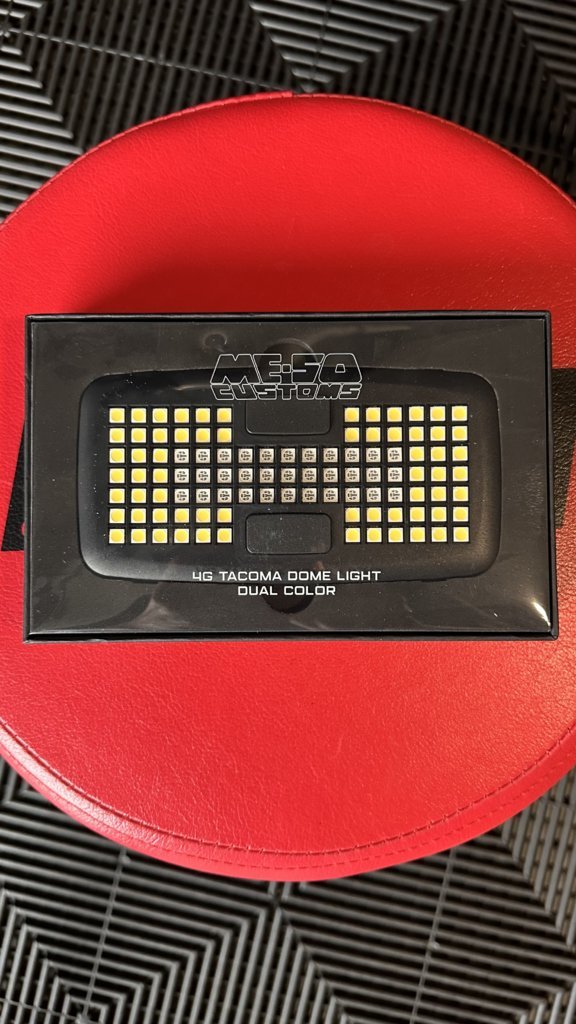 ME·SO
CUSTOMS
4G TACOMA DOME LIGHT
DUAL COLOR